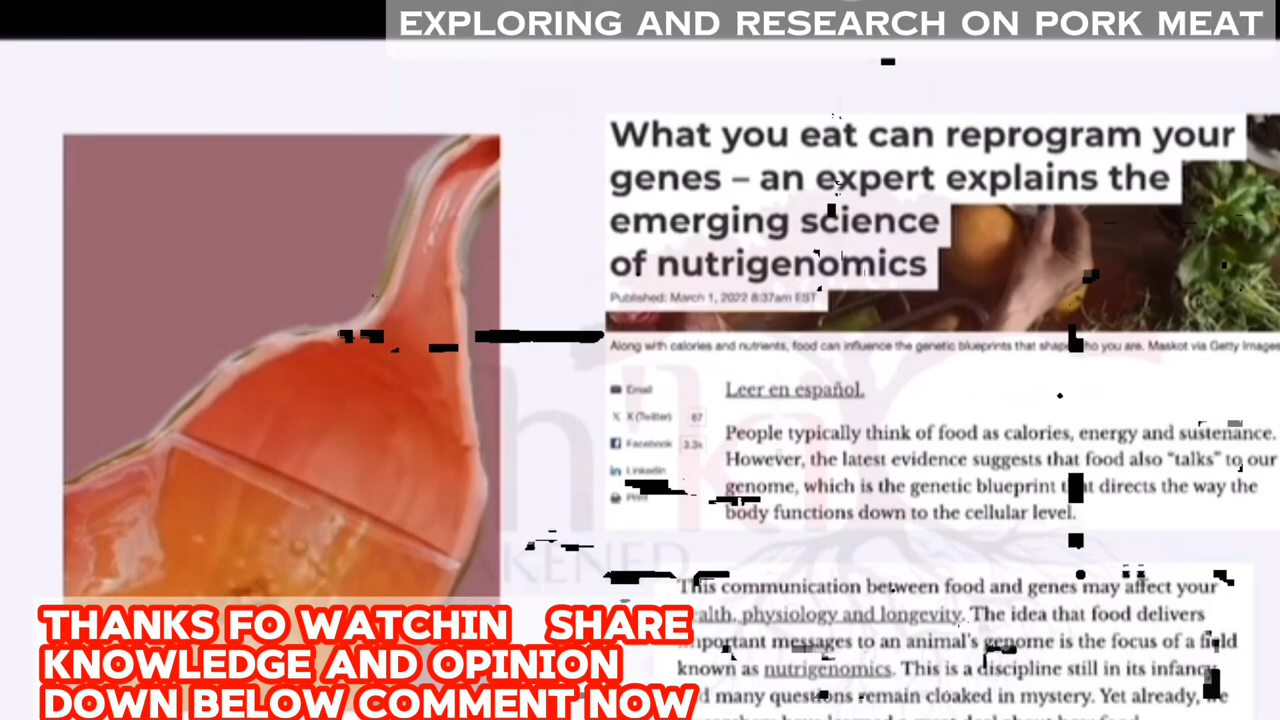 EXPLORING AND RESEARCH ON PORK MEAT
What you eat can reprogram your
genes – an expert explains the
emerging science
of nutrigenomics
Published: March 1, 2022 8:37am EST
Along with calories and nutrients, food can influence the genetic blueprints that shape who you are. Maskot via Getty Images
Email
X (Twitter) 67
Facebook 3.3k
LinkedIn
Print
Leer en español.
People typically think of food as calories, energy and sustenance.
However, the latest evidence suggests that food also "talks" to our
genome, which is the genetic blueprint that directs the way the
body functions down to the cellular level.
AKENED
This communication between food and genes may affect your
alth, physiology and longevity. The idea that food delivers
mportant messages to an animal's genome is the focus of a field
known as nutrigenomics. This is a discipline still in its infancy
d many questions remain cloaked in mystery. Yet already, we
THANKS FO WATCHIN SHARE
KNOWLEDGE AND OPINION
DOWN BELOW COMMENT NOW